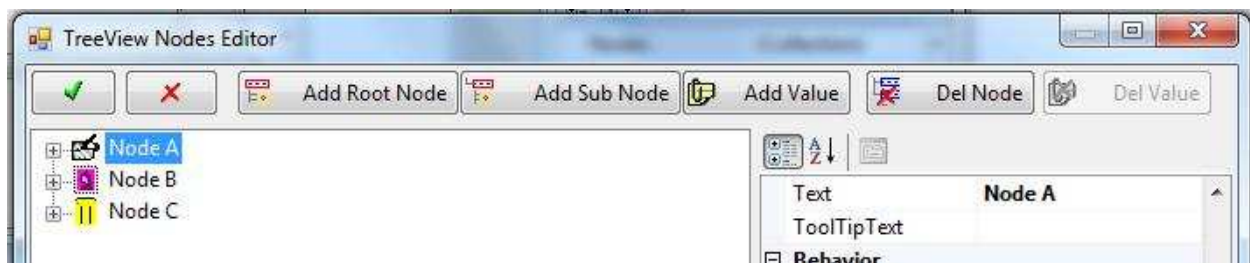 TreeView Nodes Editor
Add Root Node Add Sub Node Add Value Del Node Del Value
Node A
Node B
Node C
Text Node A
ToolTipText
Behavior